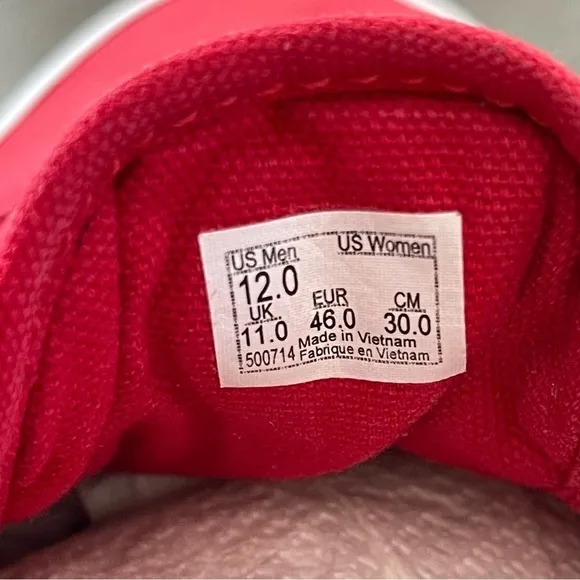 US Men US Women
12.0
UK EUR CM
11.0 46.0 30.0
Made in Vietnam
500714 Fabrique en Vietnam